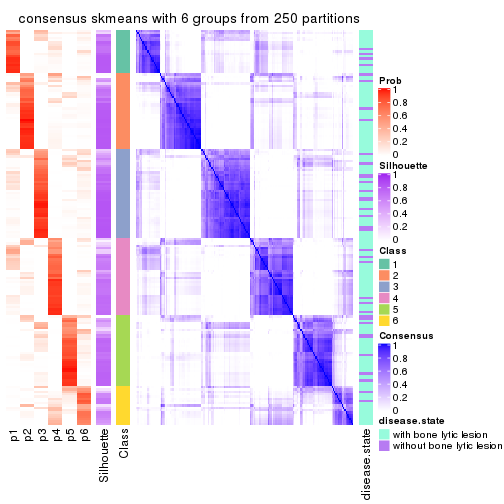 consensus skmeans with 6 groups from 250 partitions
Prob
1
0.8
0.6
0.4
0.2
0
Silhouette
1
0.8
0.6
0.4
0.2
0
Class
1
2
3
4
5
6
Consensus
1
0.8
0.6
0.4
0.2
0
disease.state
with bone lytic lesion
without bone lytic lesion
p1
p2
p3
p4
p5
p6
Silhouette
Class
disease.state